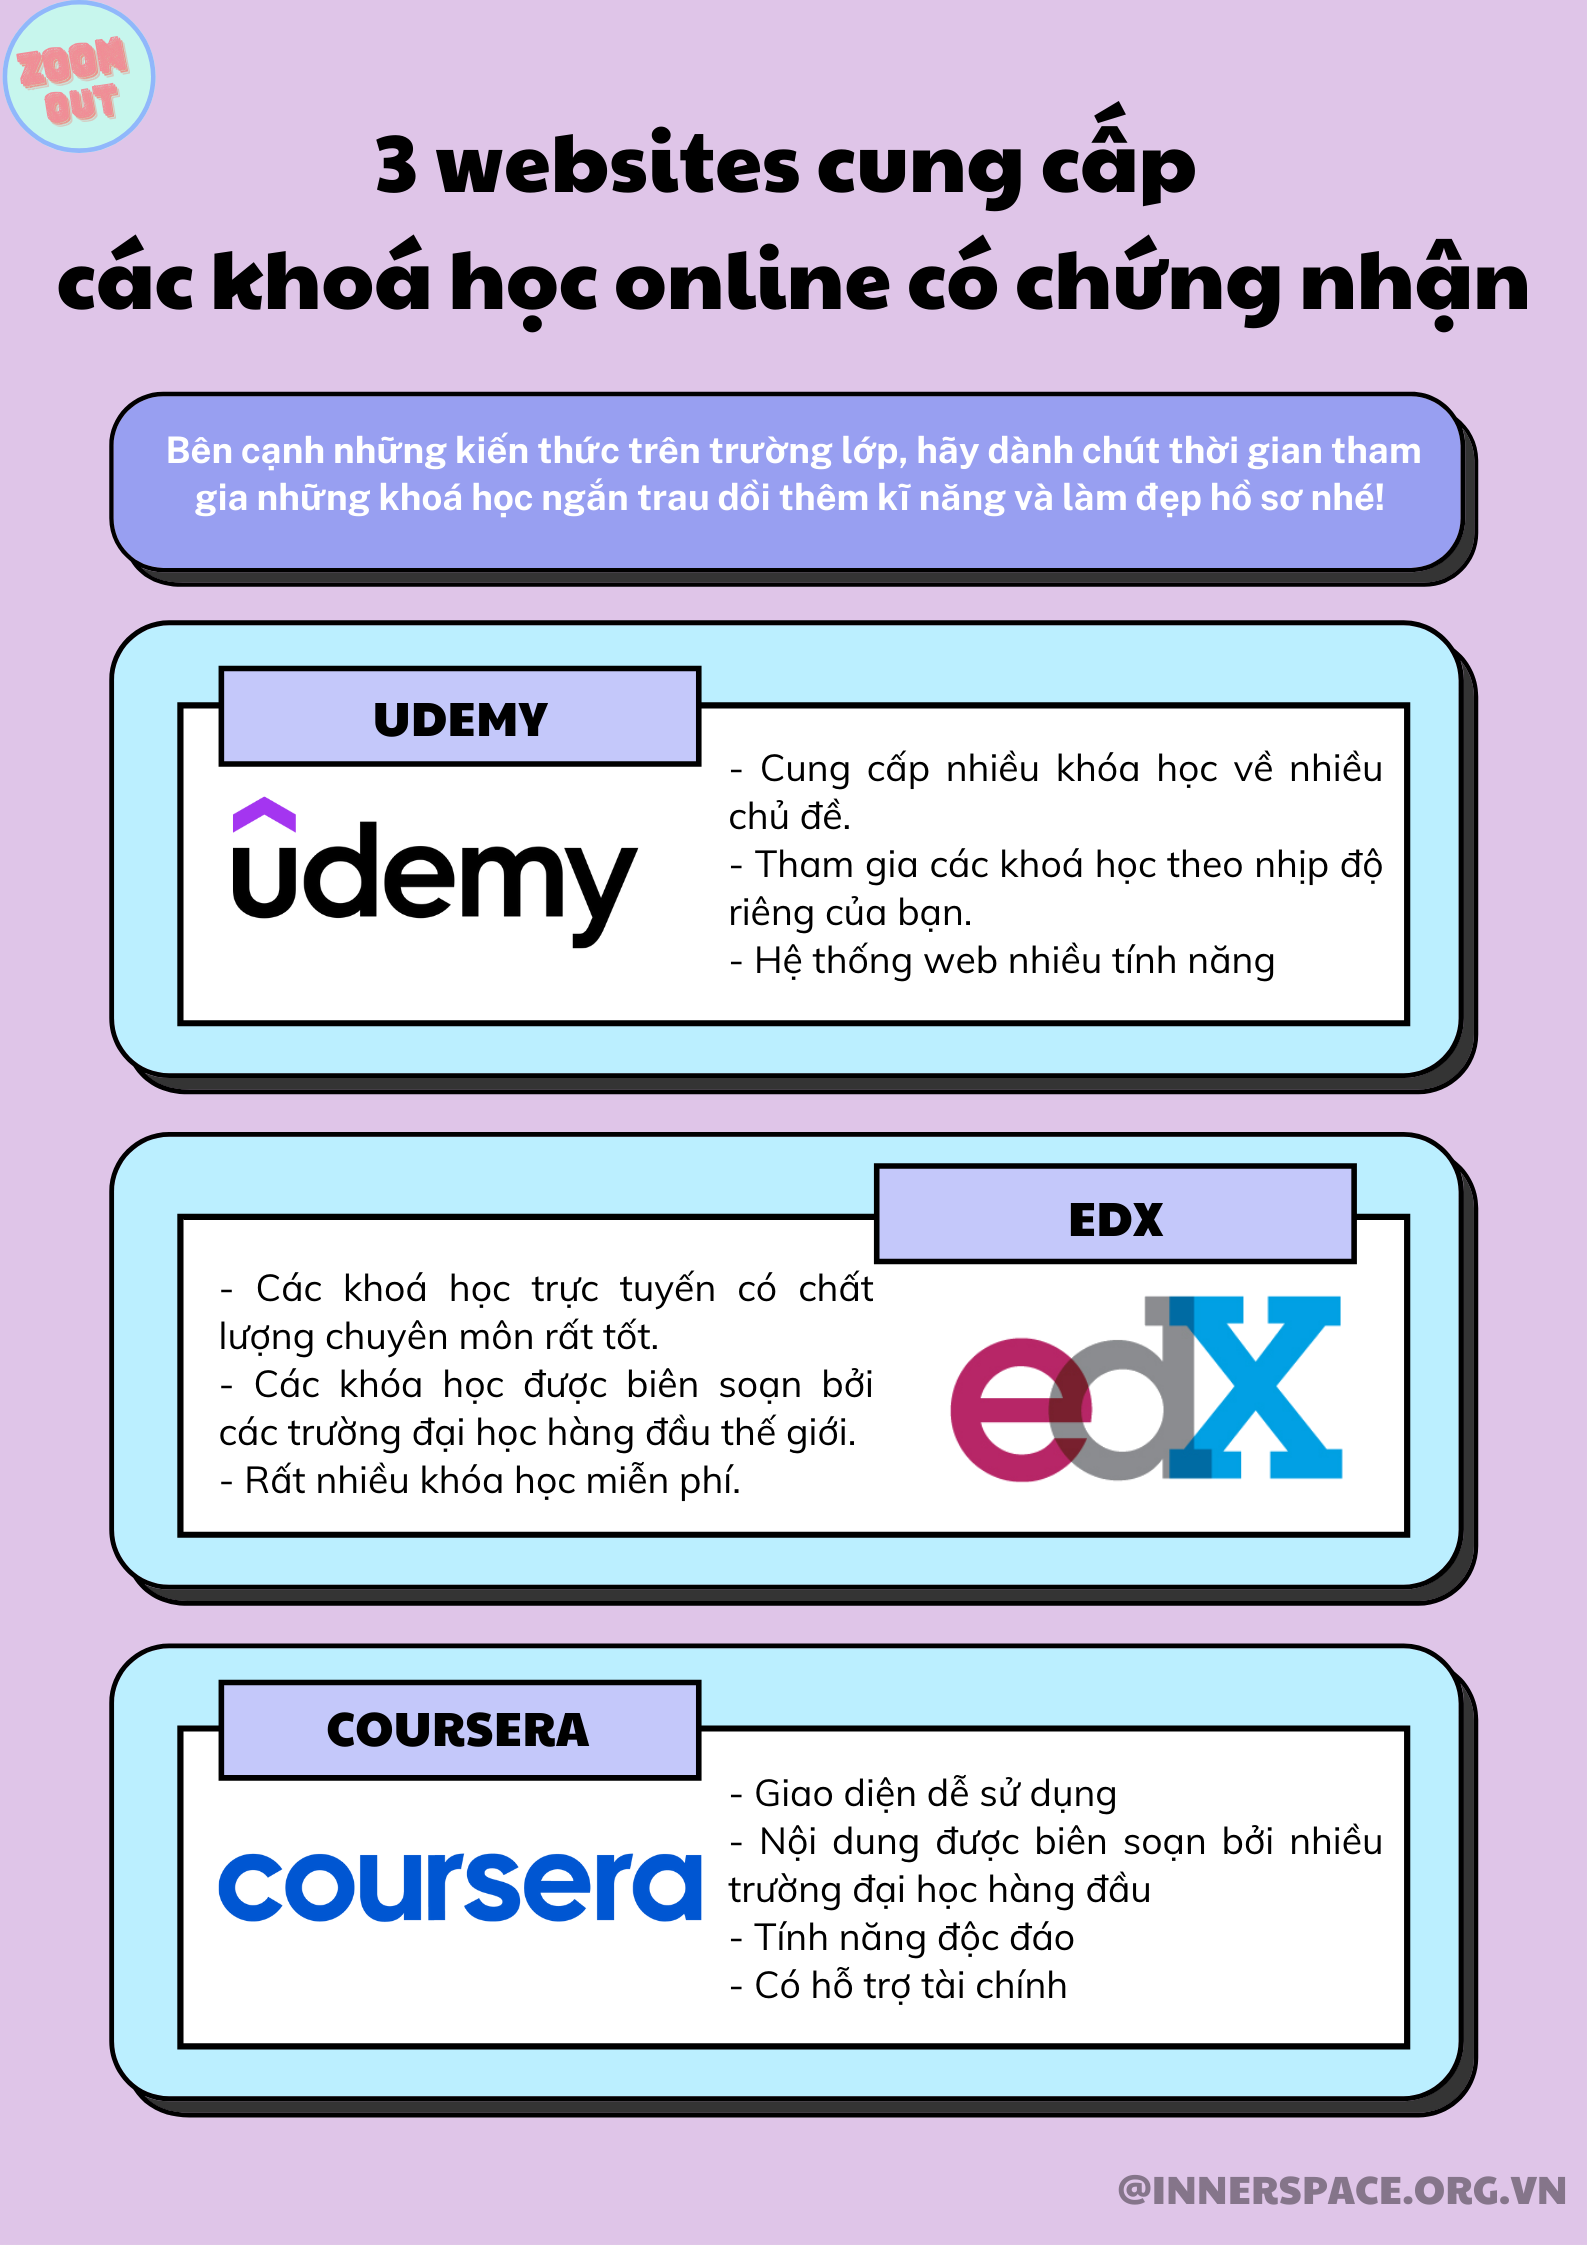 ZOOM
OUT
3 websites cung cấp
các khoá học online có chứng nhận
Bên cạnh những kiến thức trên trường lớp, hãy dành chút thời gian tham
gia những khoá học ngắn trau dồi thêm kĩ năng và làm đẹp hồ sơ nhé!
UDEMY
udemy
- Cung cấp nhiều khóa học về nhiều
chủ đề.
- Tham gia các khoá học theo nhịp độ
riêng của bạn.
- Hệ thống web nhiều tính năng
EDX
- Các khoá học trực tuyến có chất
lượng chuyên môn rất tốt.
- Các khóa học được biên soạn bởi
các trường đại học hàng đầu thế giới.
- Rất nhiều khóa học miễn phí.
edX
COURSERA
coursera
- Giao diện dễ sử dụng
- Nội dung được biên soạn bởi nhiều
trường đại học hàng đầu
- Tính năng độc đáo
- Có hỗ trợ tài chính
@INNERSPACE.ORG.VN